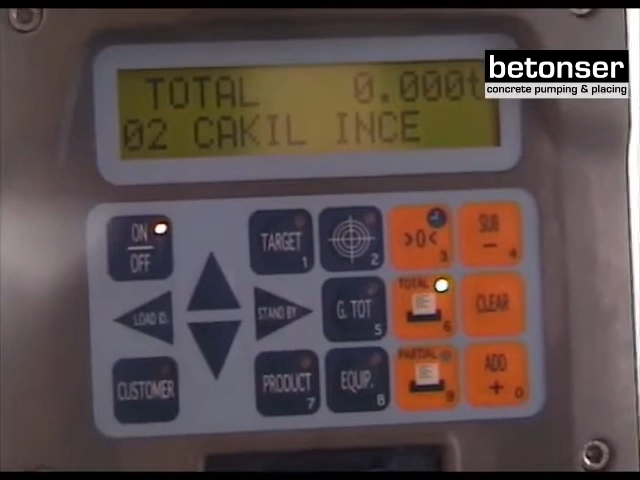 betonser
concrete pumping & placing
TOTAL 0.000t
02 CAKIL INCE
ON
OFF
TARGET
1
2
>0<
3
SUB
-
4
LOAD ID.
STAND BY
G. TOT
5
TOTAL
6
CLEAR
CUSTOMER
PRODUCT
7
EQUIP.
8
PARTIAL
9
ADD
+
0